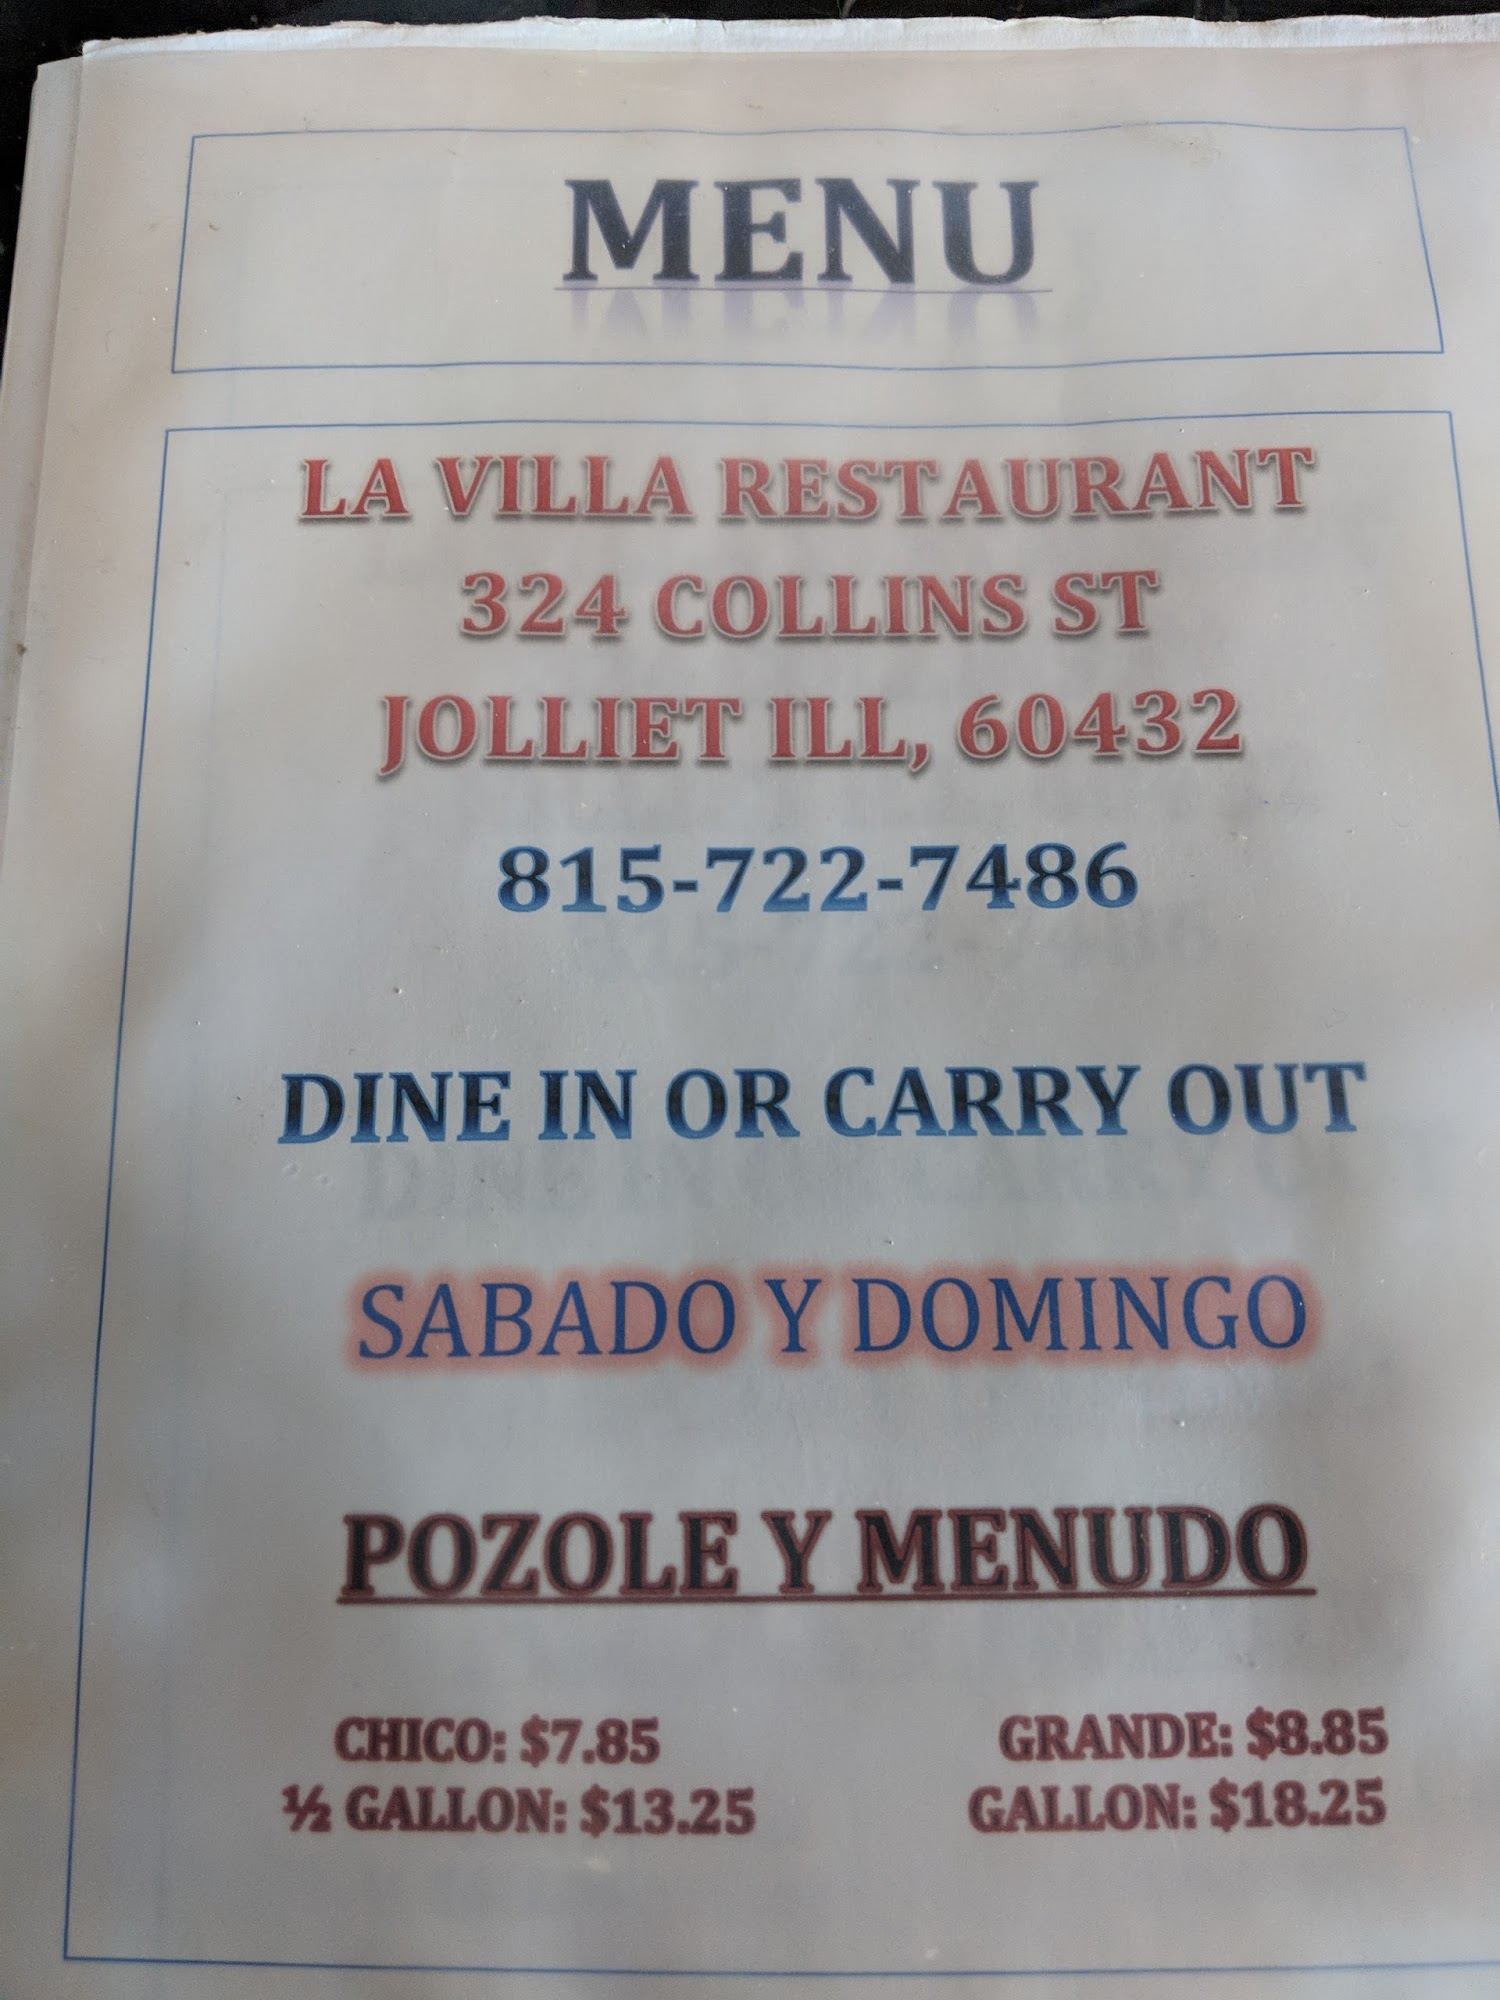 MENU
LA VILLA RESTAURANT
324 COLLINS ST
JOLLIET ILL, 60432
815-722-7486
DINE IN OR CARRY OUT
SABADO Y DOMINGO
POZOLE Y MENUDO
CHICO: $7.85 GRANDE: $8.85
½ GALLON: $13.25 GALLON: $18.25